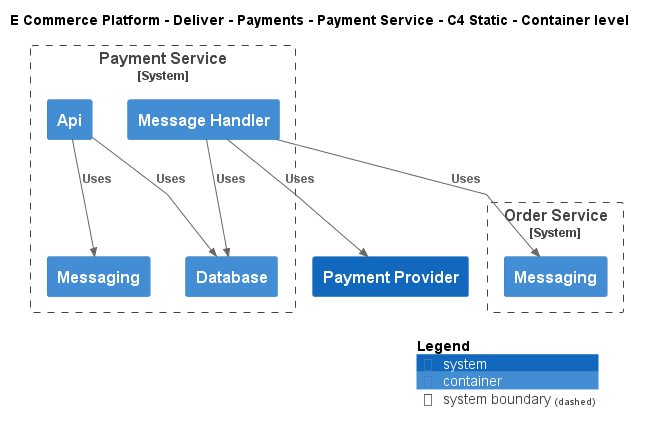 E Commerce Platform - Deliver - Payments - Payment Service - C4 Static - Container level
Payment Service
[System]
Api
Message Handler
Uses
Uses
Uses
Uses
Uses
Order Service
[System]
Messaging
Database
Payment Provider
Messaging
Legend
system
container
system boundary (dashed)